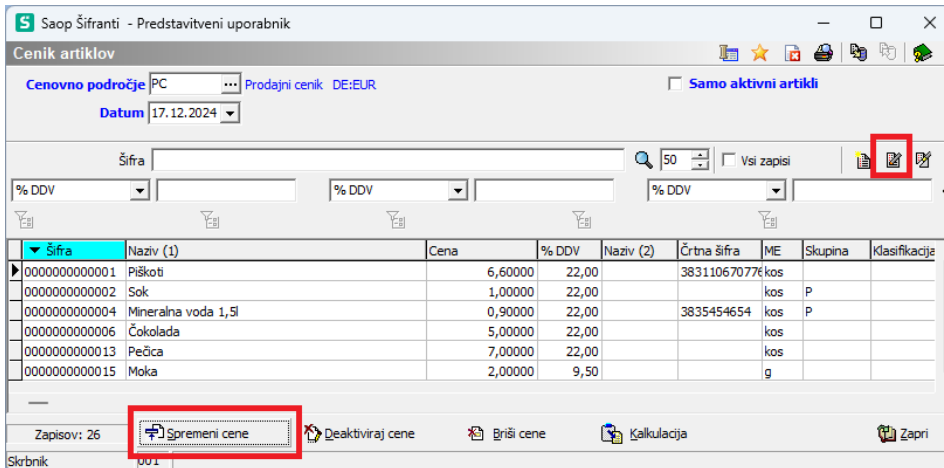 Saop Šifranti - Predstavitveni uporabnik
Cenik artiklov
Cenovno področje PC ... Prodajni cenik DE:EUR Samo aktivni artikli
Datum 17.12.2024
Šifra 50 Vsi zapisi
% DDV % DDV % DDV
Šifra Naziv (1) Cena % DDV Naziv (2) Črtna šifra ME Skupina Klasifikacija
0000000000001 Piškoti 6,60000 22,00 383110670776 kos
0000000000002 Sok 1,00000 22,00 kos P
0000000000004 Mineralna voda 1,5l 0,90000 22,00 3835454654 kos P
0000000000006 Čokolada 5,00000 22,00 kos
0000000000013 Pečica 7,00000 22,00 kos
0000000000015 Moka 2,00000 9,50 g
Zapisov: 26 Spremeni cene Deaktiviraj cene Briši cene Kalkulacija Zapri
Skrbnik 001